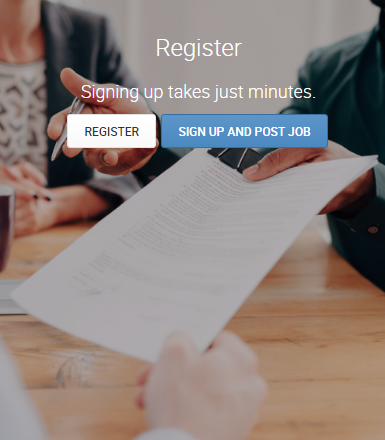 Register
Signing up takes just minutes.
REGISTER
SIGN UP AND POST JOB